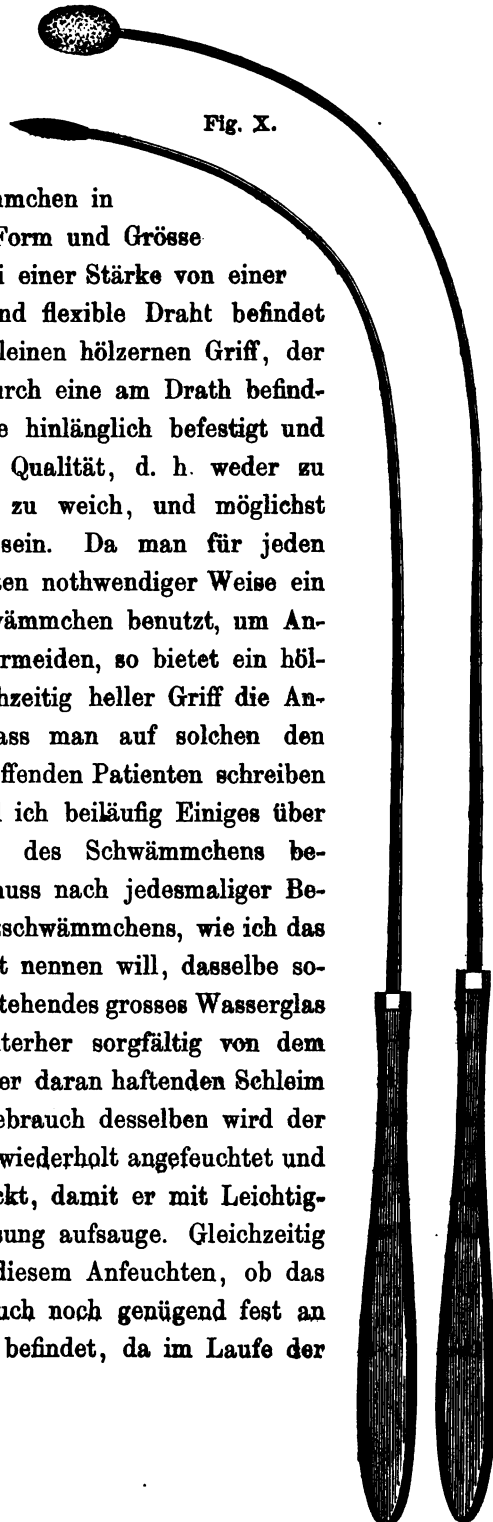 Fig. X.
mchen in
Form und Grösse
i einer Stärke von einer
nd flexible Draht befindet
leinen hölzernen Griff, der
urch eine am Drath befind-
e hinlänglich befestigt und
Qualität, d. h. weder zu
zu weich, und möglichst
sein. Da man für jeden
ten nothwendiger Weise ein
vämmchen benutzt, um An-
ermeiden, so bietet ein höl-
hzeitig heller Griff die An-
ass man auf solchen den
ffenden Patienten schreiben
l ich beiläufig Einiges über
des Schwämmchens be-
uss nach jedesmaliger Be-
zschwämmchens, wie ich das
t nennen will, dasselbe so-
stehendes grosses Wasserglas
terher sorgfältig von dem
er daran haftenden Schleim
ebrauch desselben wird der
wiederholt angefeuchtet und
ckt, damit er mit Leichtig-
sung aufsauge. Gleichzeitig
diesem Anfeuchten, ob das
uch noch genügend fest an
befindet, da im Laufe der